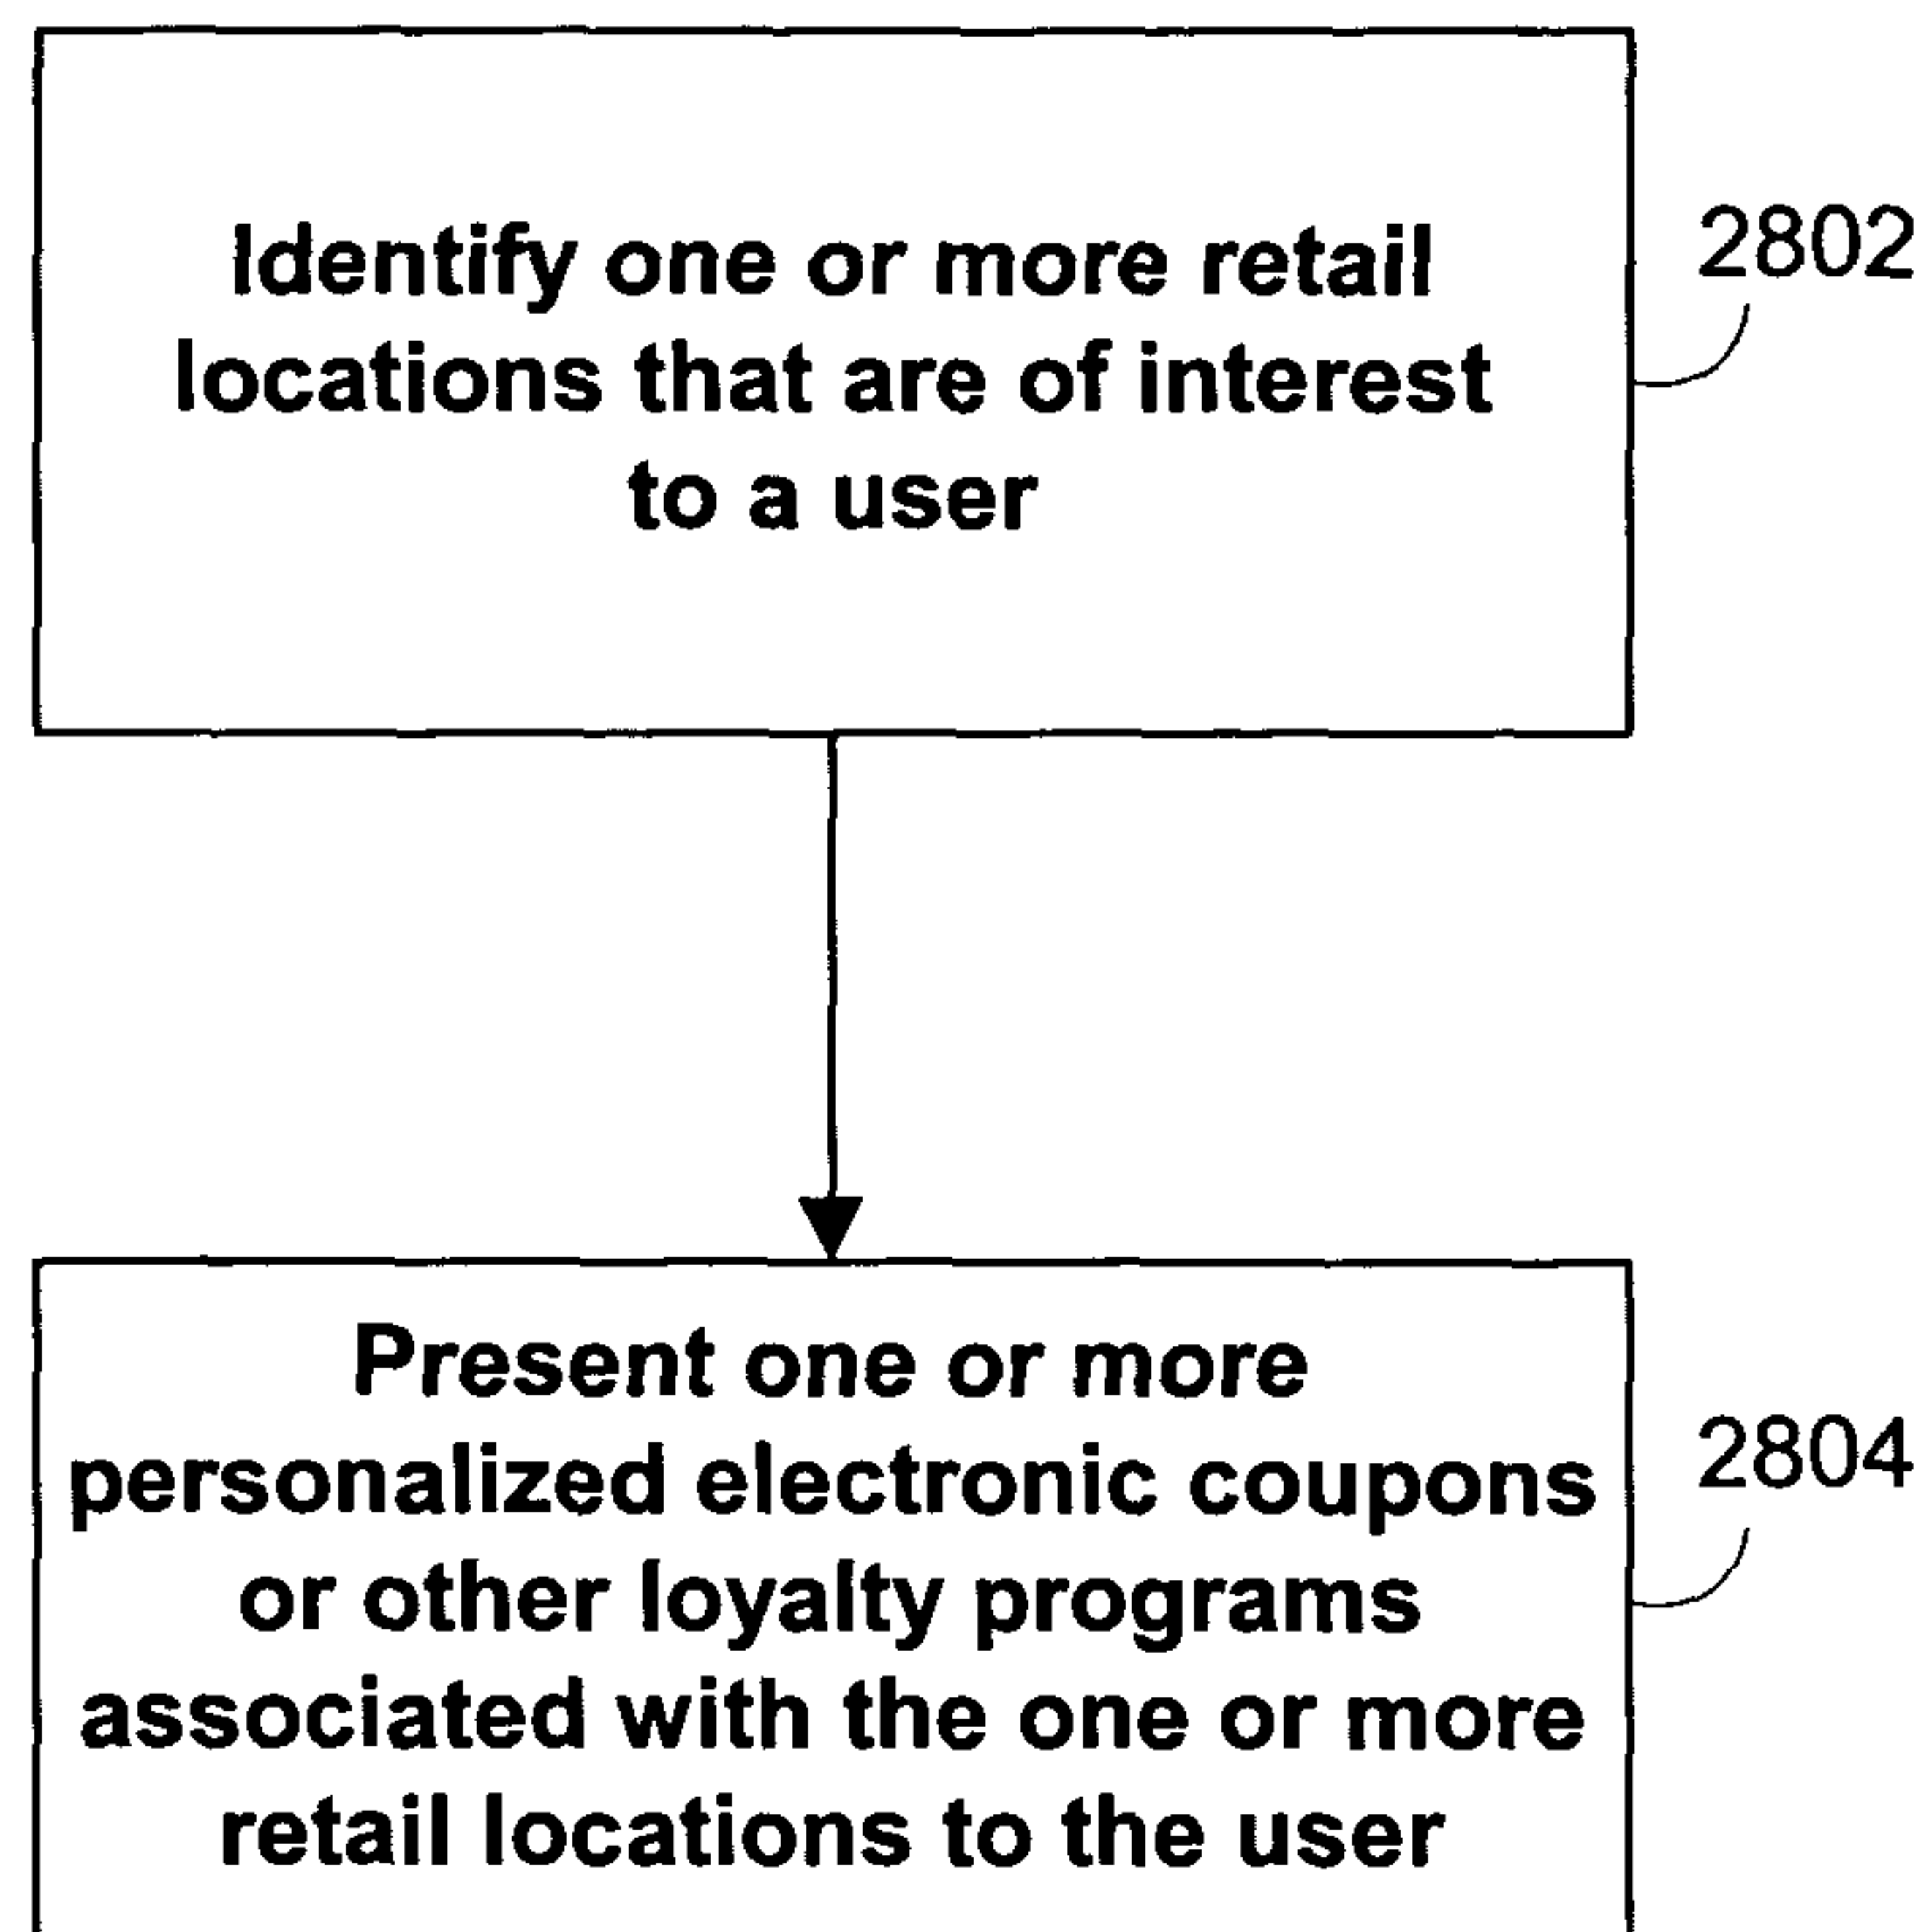 Identify one or more retail
locations that are of interest
to a user
2802
Present one or more
personalized electronic coupons
or other loyalty programs
associated with the one or more
retail locations to the user
2804